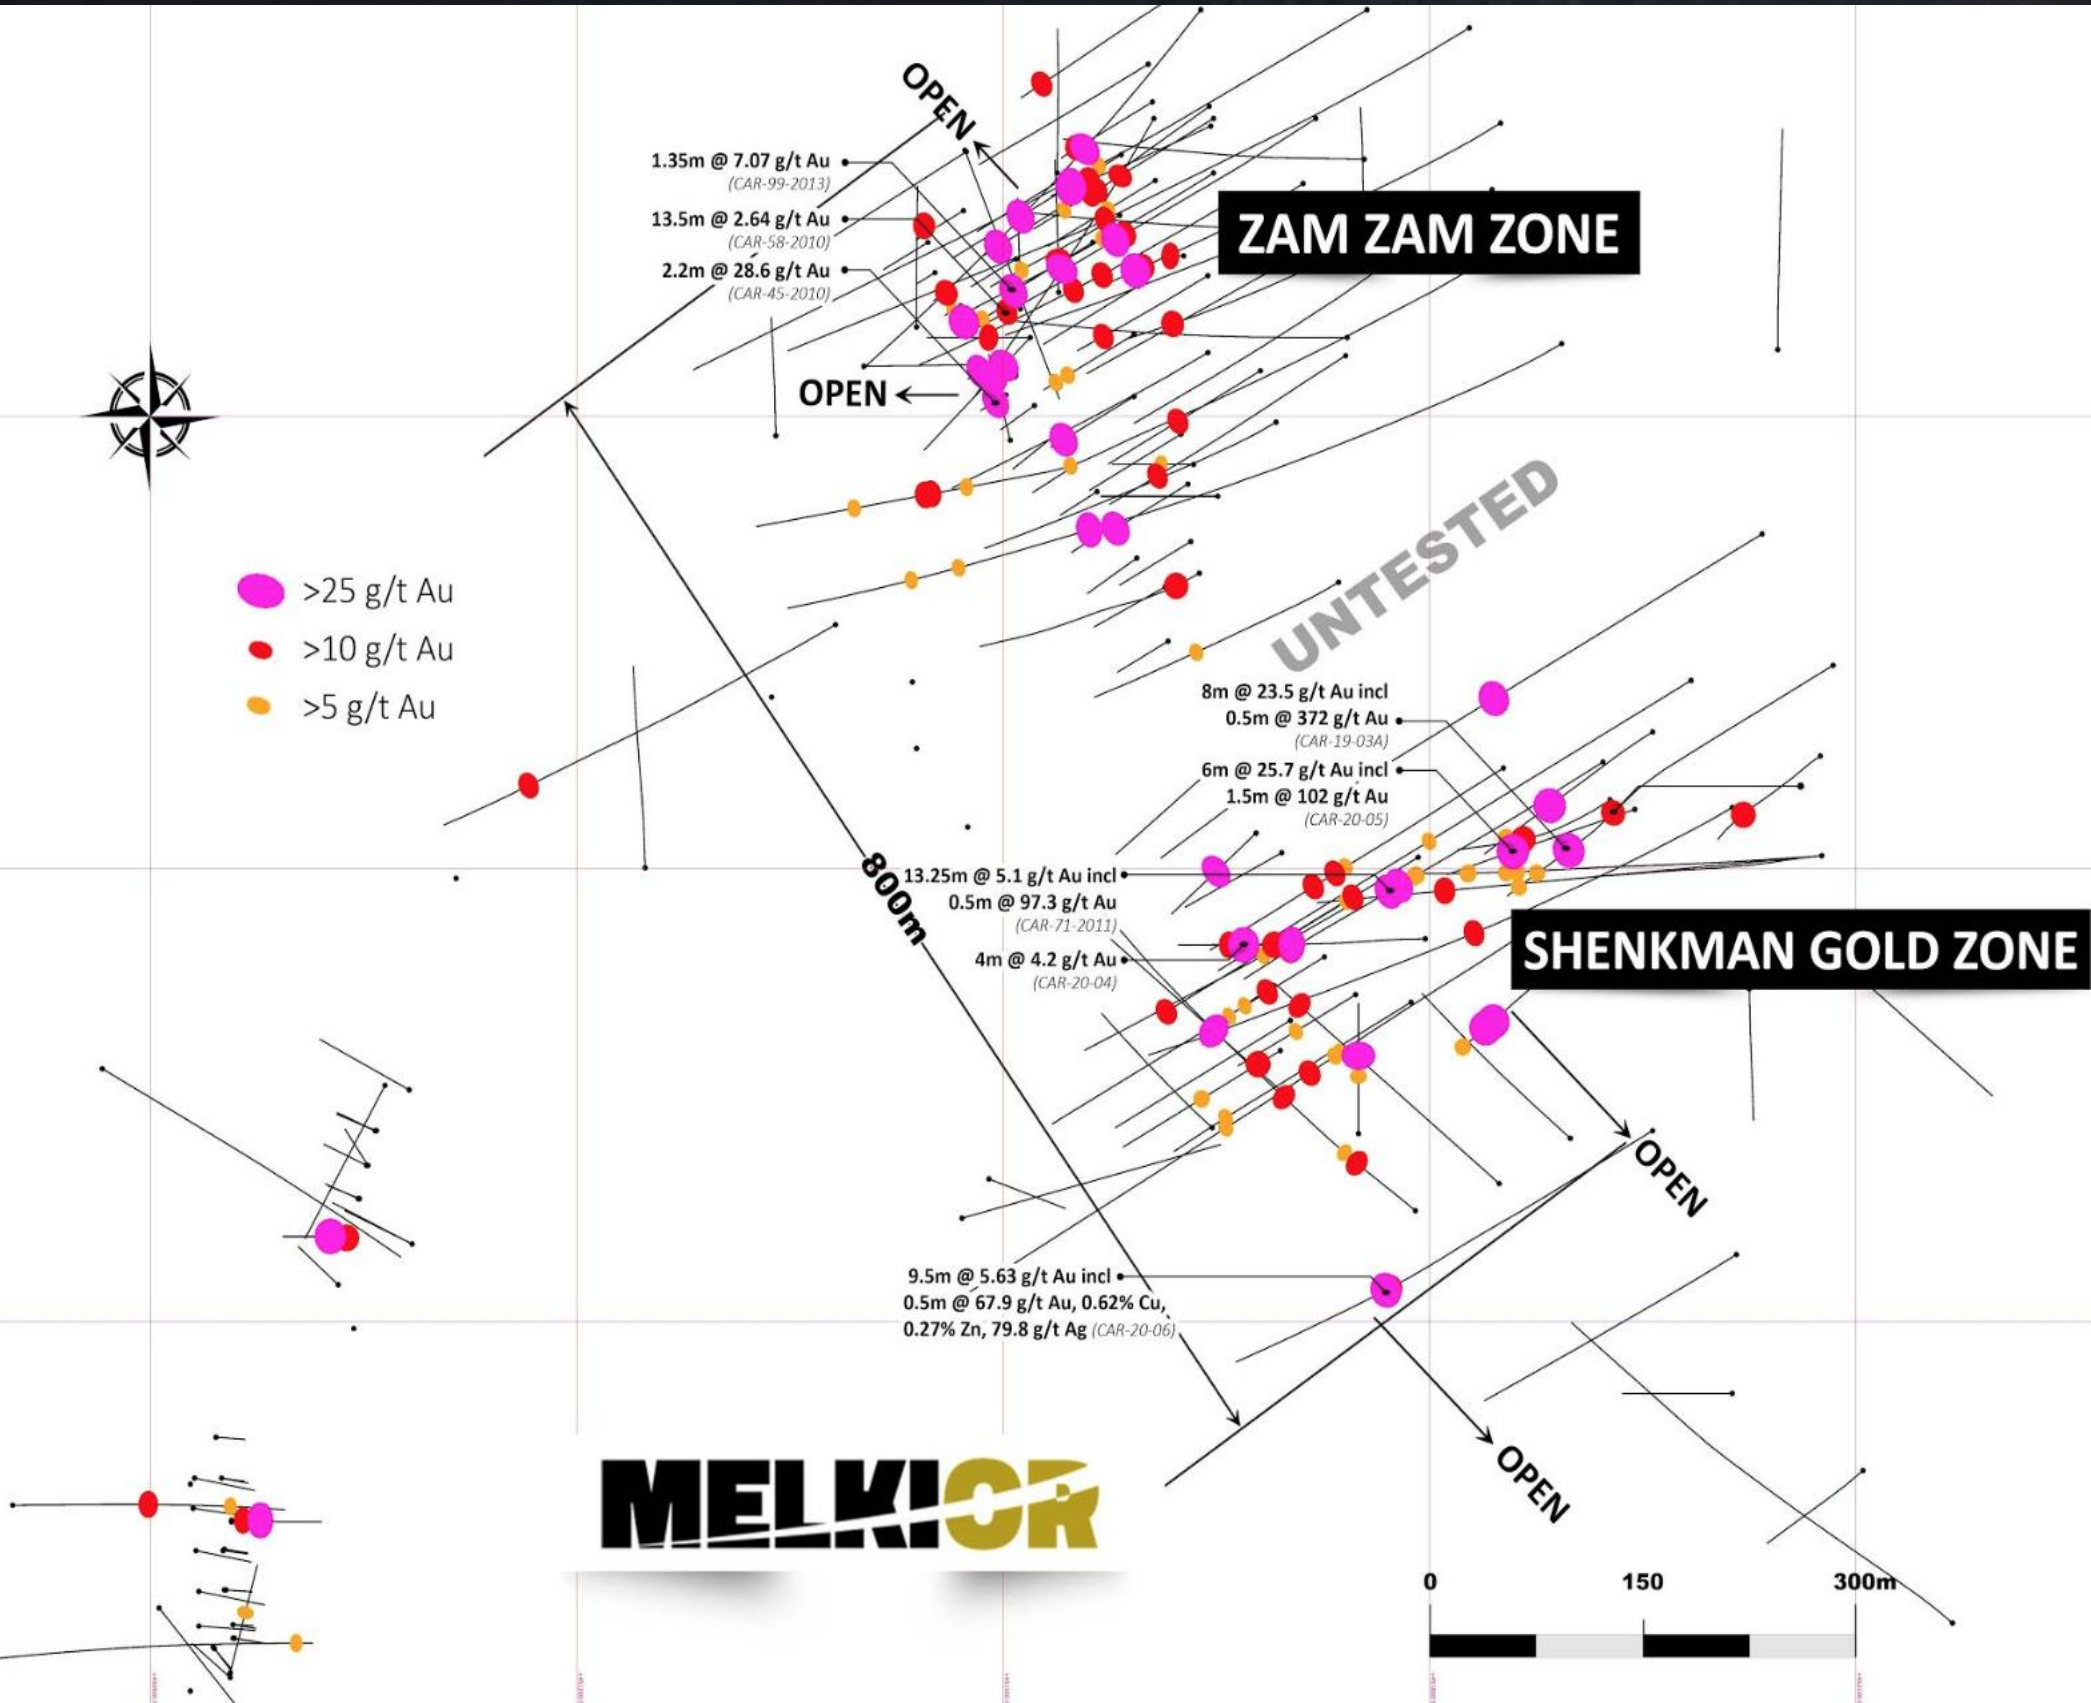 OPEN
1.35m @ 7.07 g/t Au
(CAR-99-2013)
13.5m @ 2.64 g/t Au
(CAR-58-2010)
2.2m @ 28.6 g/t Au
(CAR-45-2010)
ZAM ZAM ZONE
OPEN
UNTESTED
>25 g/t Au
>10 g/t Au
>5 g/t Au
8m @ 23.5 g/t Au incl
0.5m @ 372 g/t Au
(CAR-19-03A)
6m @ 25.7 g/t Au incl
1.5m @ 102 g/t Au
(CAR-20-05)
800m
13.25m @ 5.1 g/t Au incl
0.5m @ 97.3 g/t Au
(CAR-71-2011)
4m @ 4.2 g/t Au
(CAR-20-04)
SHENKMAN GOLD ZONE
OPEN
9.5m @ 5.63 g/t Au incl
0.5m @ 67.9 g/t Au, 0.62% Cu,
0.27% Zn, 79.8 g/t Ag (CAR-20-06)
OPEN
MELKIOR
0 150 300m